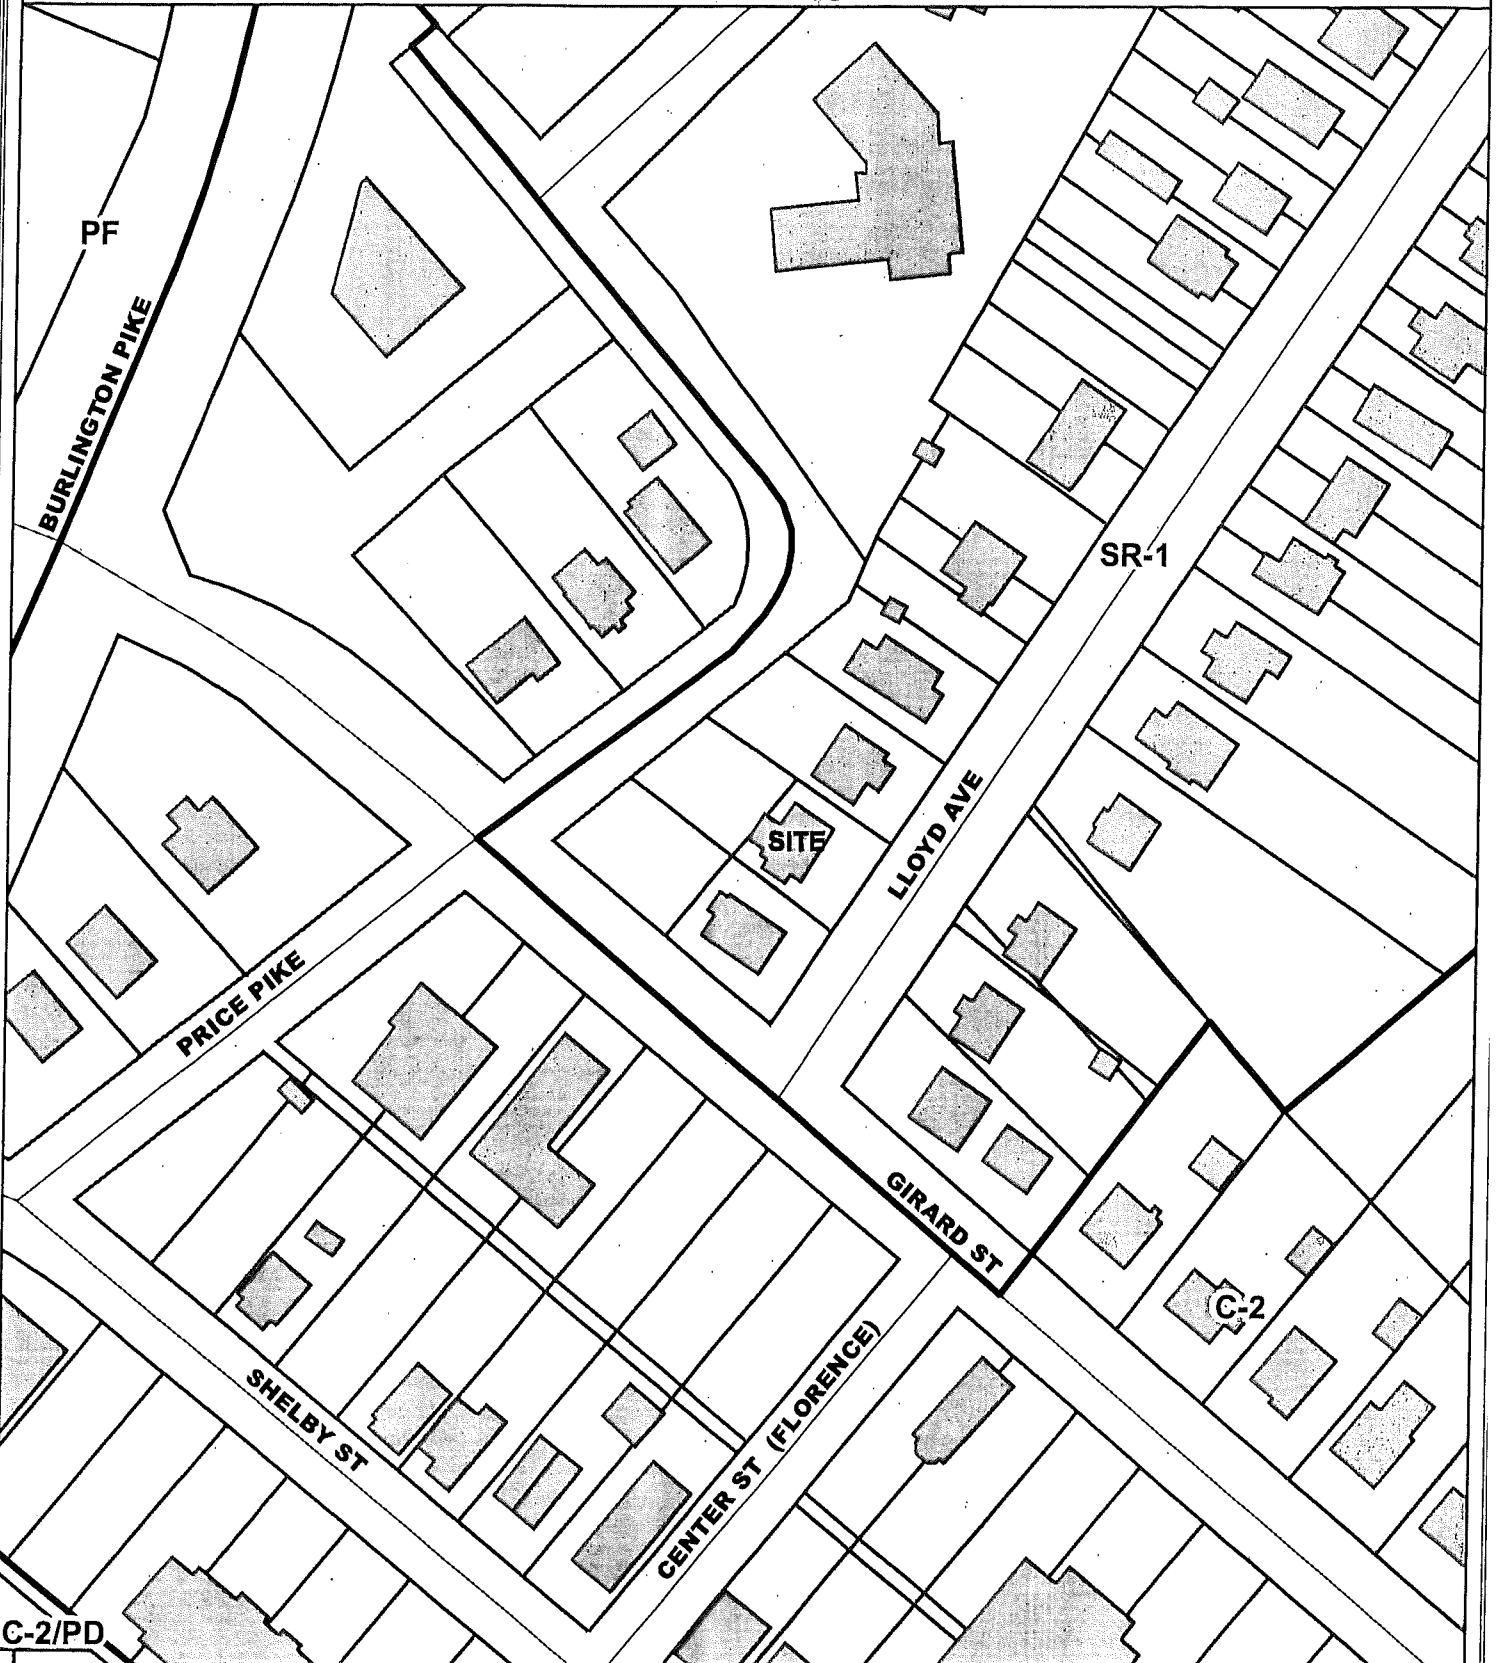 PF
BURLINGTON PIKE
SR-1
SITE
LLOYD AVE
PRICE PIKE
GIRARD ST
C-2
SHELBY ST
CENTER ST (FLORENCE)
C-2/PD